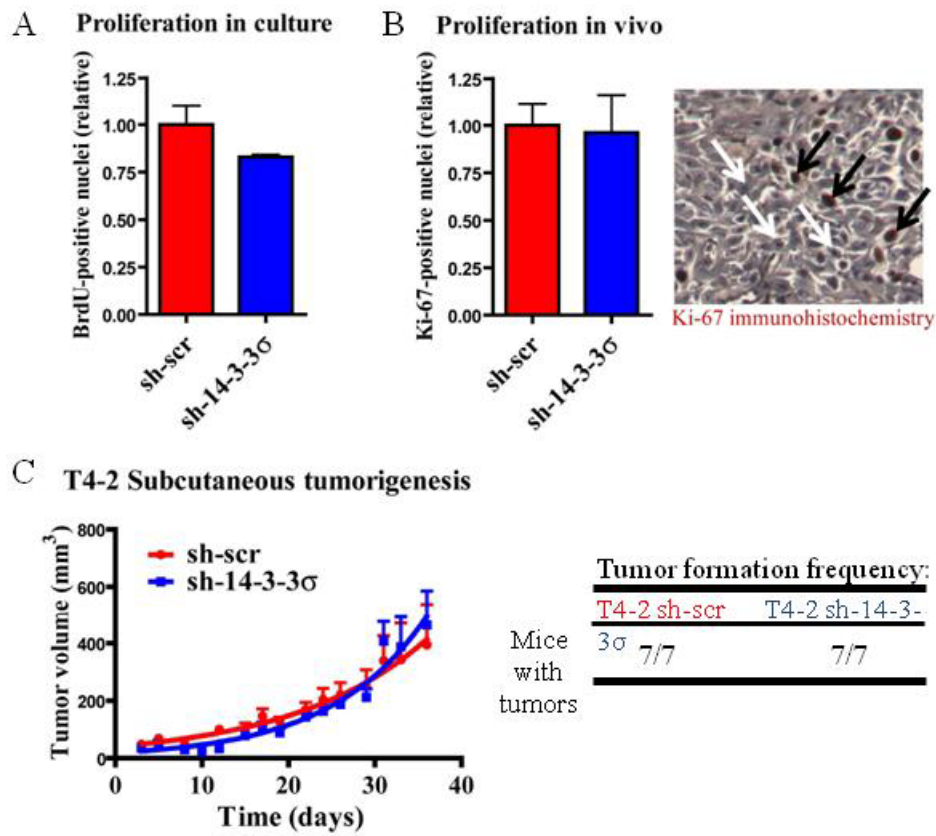 A
Proliferation in culture
BrdU-positive nuclei (relative)
1.25
1.00
0.75
0.50
0.25
0.00
sh-scr
sh-14-3-3σ
B
Proliferation in vivo
Ki-67-positive nuclei (relative)
1.25
1.00
0.75
0.50
0.25
0.00
sh-scr
sh-14-3-3σ
Ki-67 immunohistochemistry
C
T4-2 Subcutaneous tumorigenesis
Tumor volume (mm³)
800
600
400
200
0
sh-scr
sh-14-3-3σ
0 10 20 30 40
Time (days)
Tumor formation frequency:
T4-2 sh-scr T4-2 sh-14-3-
3σ
Mice
with
tumors
7/7 7/7